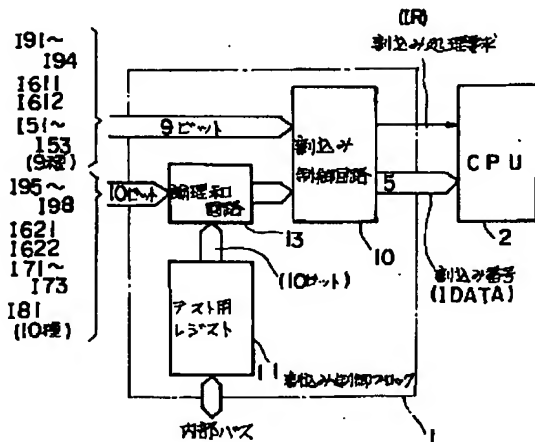 (IR)
割込み処理要求
I91～
I94
I611
I612
I51～
I53
(9種)
9ビット
割込み
制御回路
10
CPU
2
5
割込み番号
(IDATA)
I95～
I98
I621
I622
I71～
I73
I81
(10種)
10ビット
論理和
回路
13
(10ビット)
テスト用
レジスト
11
割込み制御ブロック
1
内部バス